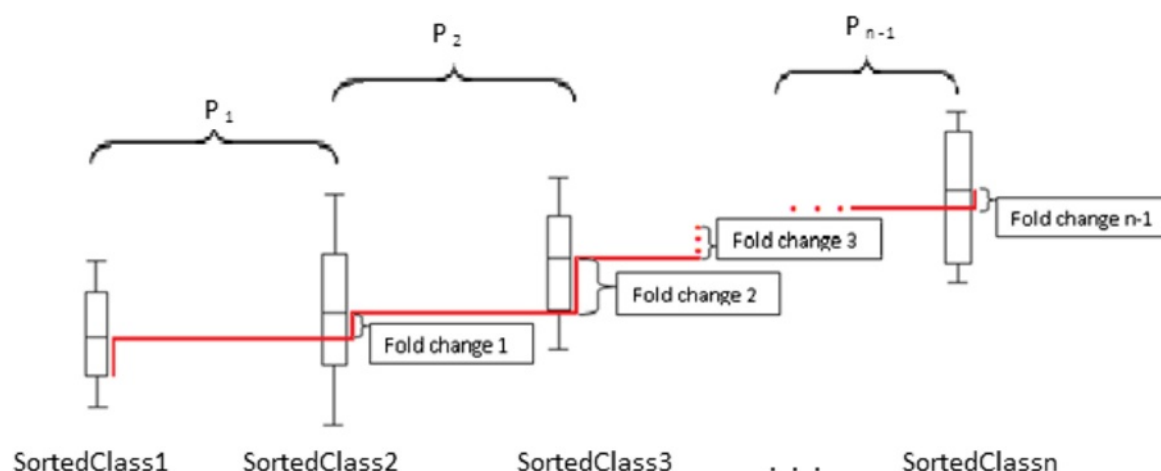 P 1
P 2
P n-1
Fold change 1
Fold change 2
Fold change 3
. . .
Fold change n-1
SortedClass1 SortedClass2 SortedClass3 . . . SortedClassn